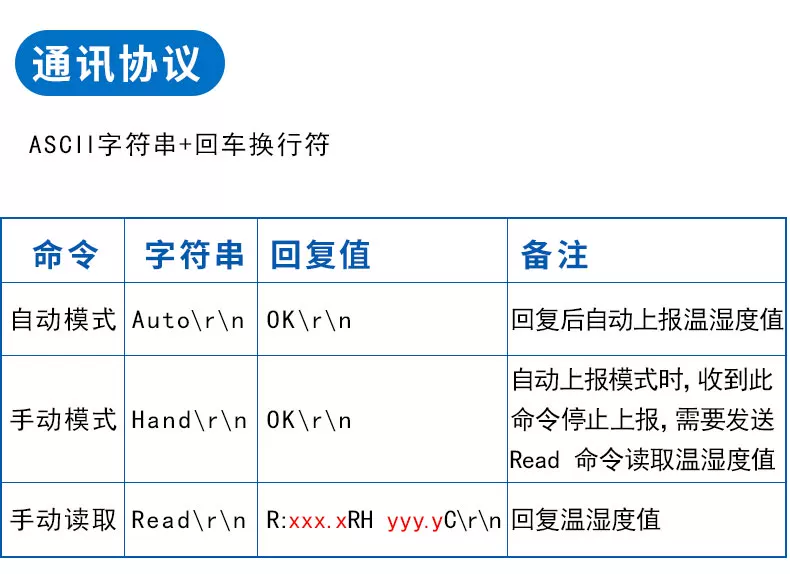 通讯协议
ASCII字符串+回车换行符
命令 字符串 回复值 备注
自动模式 Auto\r\n OK\r\n 回复后自动上报温湿度值
手动模式 Hand\r\n OK\r\n 自动上报模式时,收到此
命令停止上报,需要发送
Read 命令读取温湿度值
手动读取 Read\r\n R:xxx.xRH yyy.yC\r\n 回复温湿度值